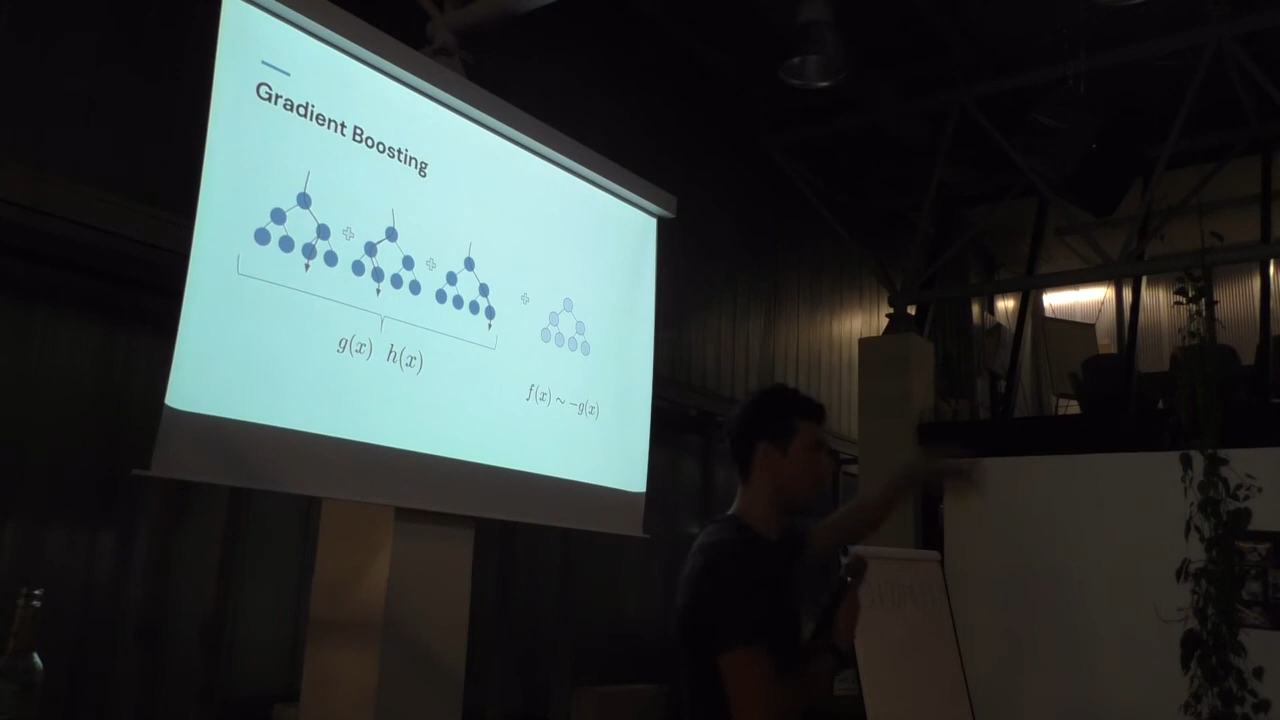 Gradient Boosting
g(x) h(x)
f(x) ~ −g(x)